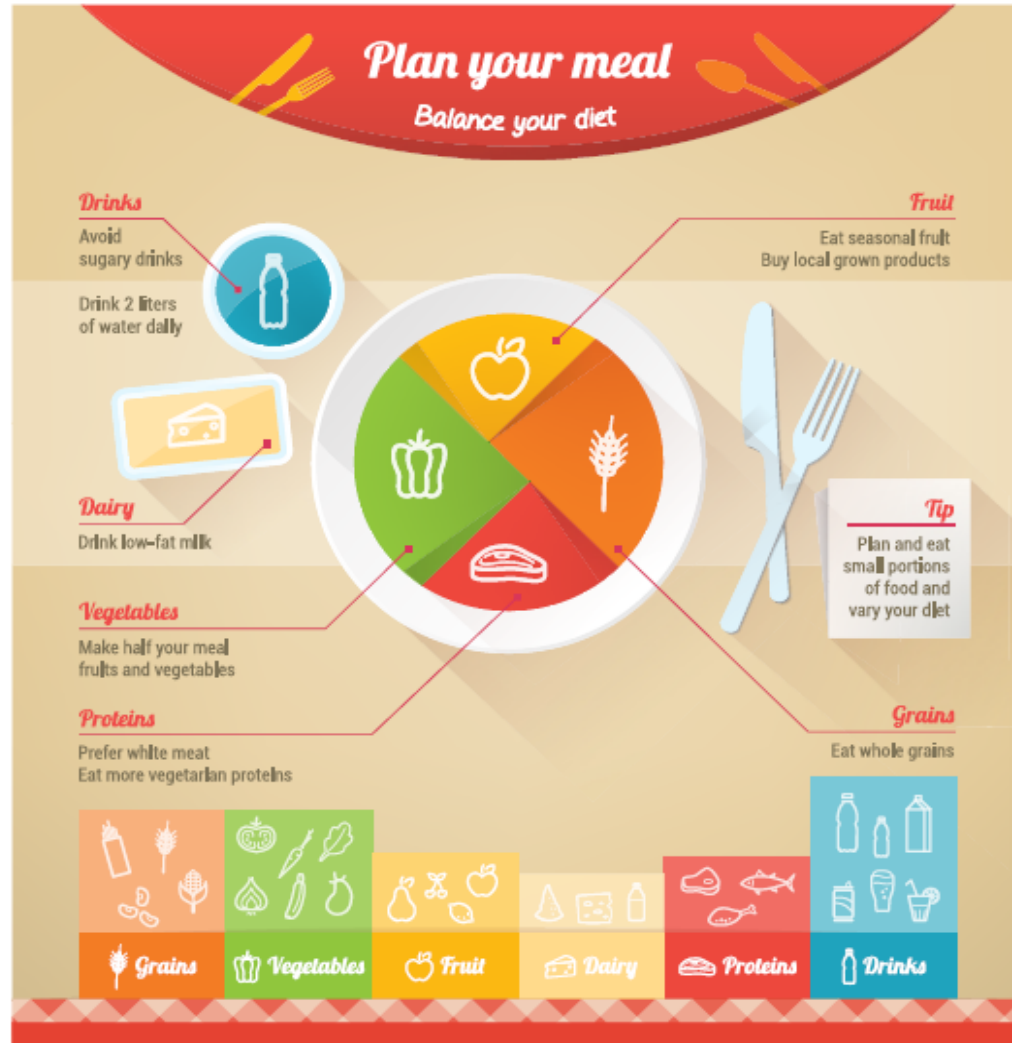 Plan your meal
Balance your diet
Drinks
Avoid
sugary drinks
Drink 2 liters
of water daily
Fruit
Eat seasonal fruit
Buy local grown products
Dairy
Drink low-fat milk
Tip
Plan and eat
small portions
of food and
vary your diet
Vegetables
Make half your meal
fruits and vegetables
Proteins
Prefer white meat
Eat more vegetarian proteins
Grains
Eat whole grains
Grains
Vegetables
Fruit
Dairy
Proteins
Drinks